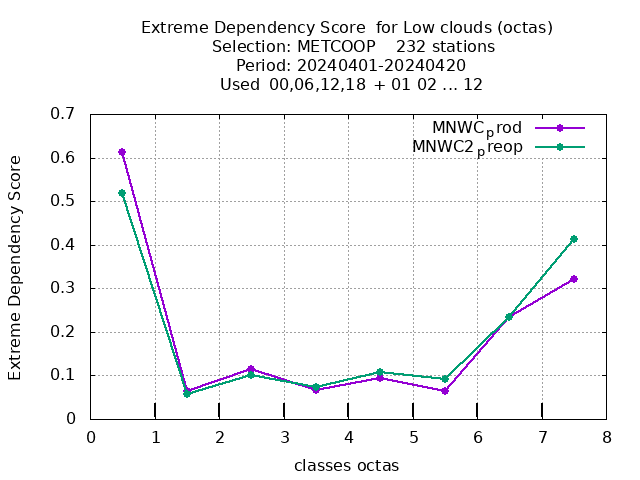 Extreme Dependency Score  for Low clouds (octas)
Selection: METCOOP    232 stations
Period: 20240401-20240420
Used  00,06,12,18  + 01 02 ... 12
MNWC_prod
MNWC2_preop
Extreme Dependency Score
0.7
0.6
0.5
0.4
0.3
0.2
0.1
0
0 1 2 3 4 5 6 7 8
classes octas